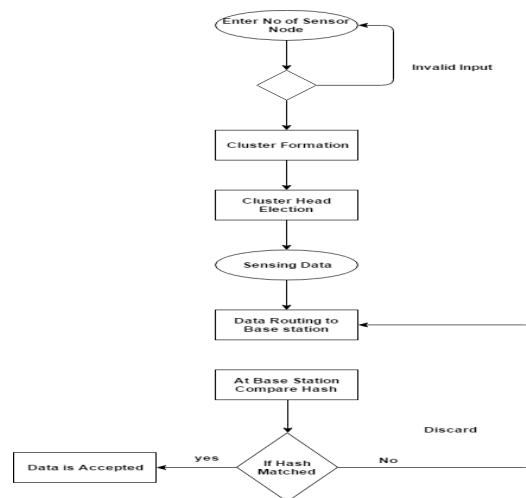 Enter No of Sensor
Node
Invalid Input
Cluster Formation
Cluster Head
Election
Sensing Data
Data Routing to
Base station
At Base Station
Compare Hash
Discard
yes
If Hash
Matched
No
Data is Accepted